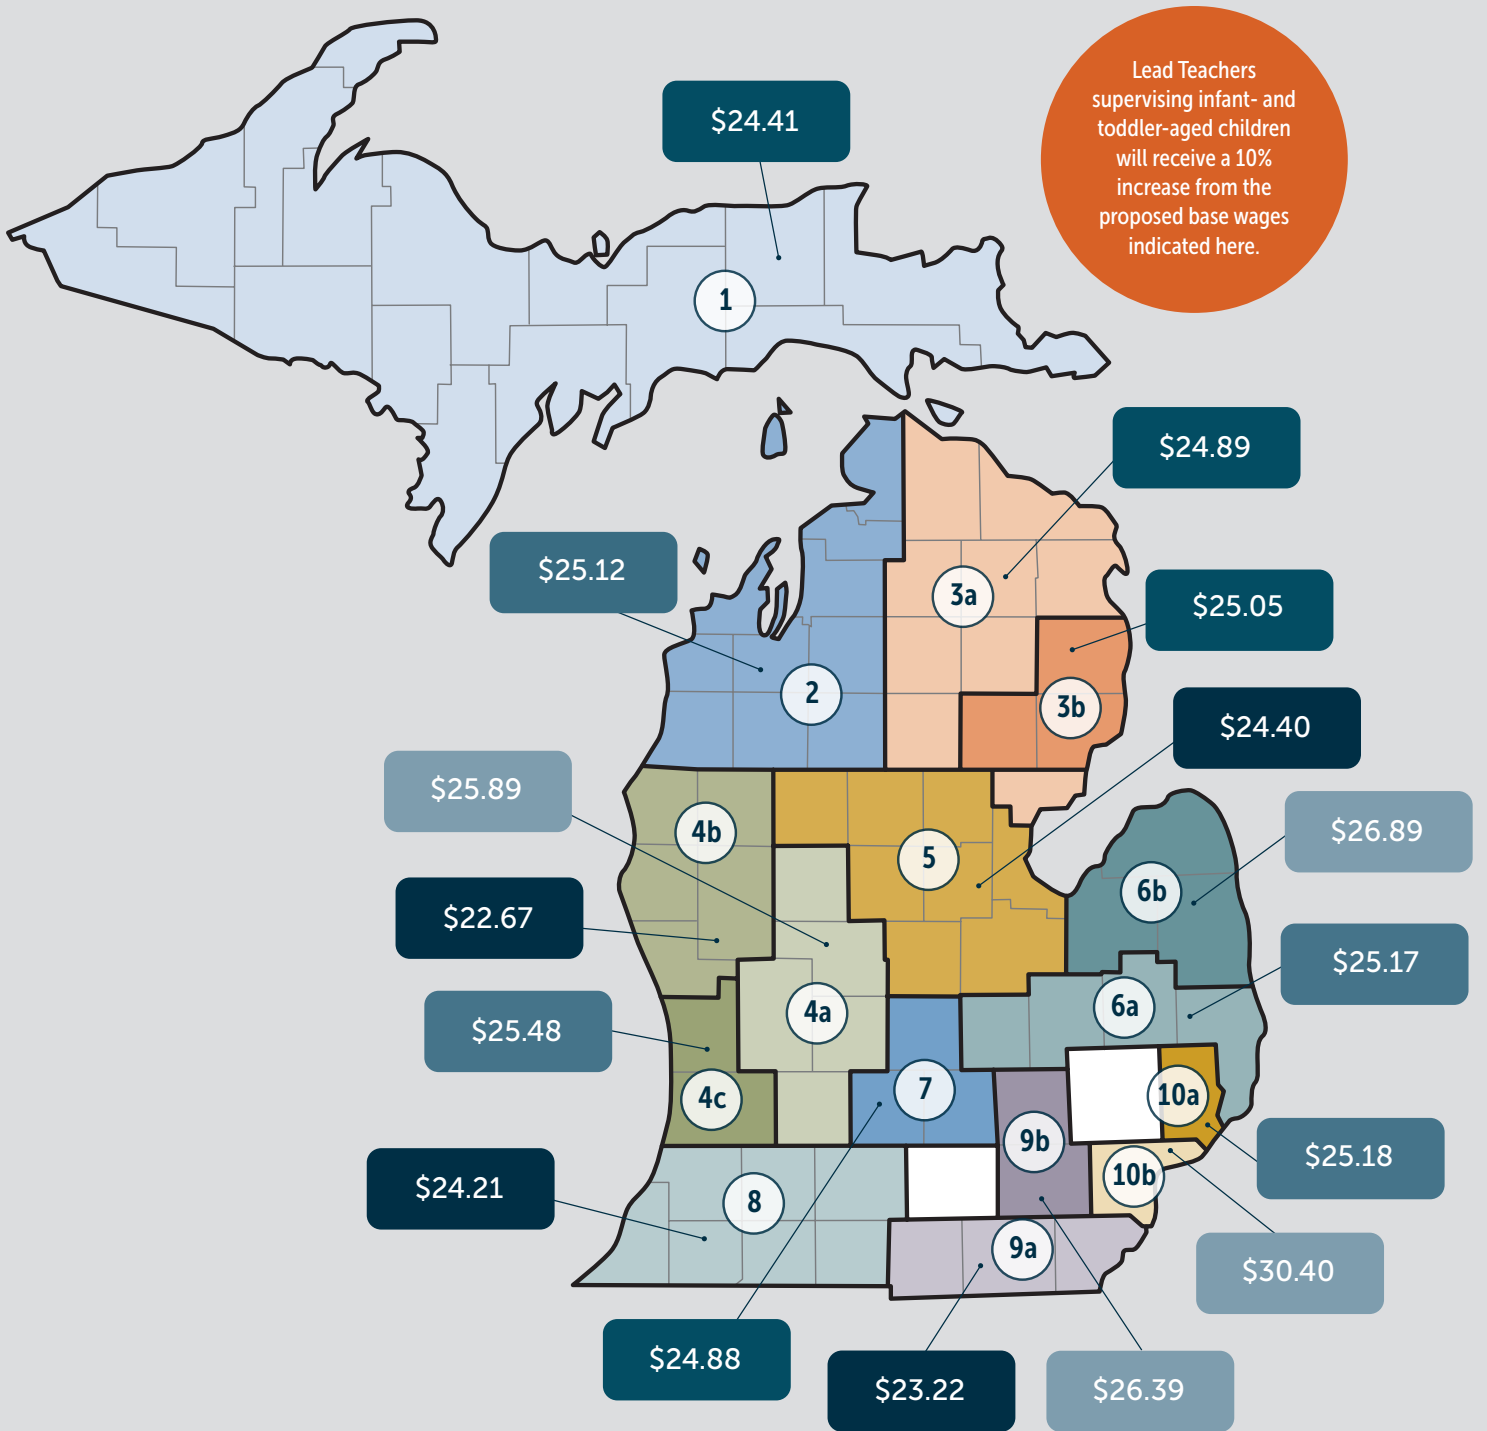 Lead Teachers
supervising infant- and
toddler-aged children
will receive a 10%
increase from the
proposed base wages
indicated here.
$24.41
1
$24.89
$25.12
3a
$25.05
2
3b
$24.40
$25.89
4b
5
$26.89
6b
$22.67
$25.17
4a
6a
$25.48
7
10a
4c
9b
$25.18
10b
$24.21
8
9a
$30.40
$24.88
$23.22
$26.39